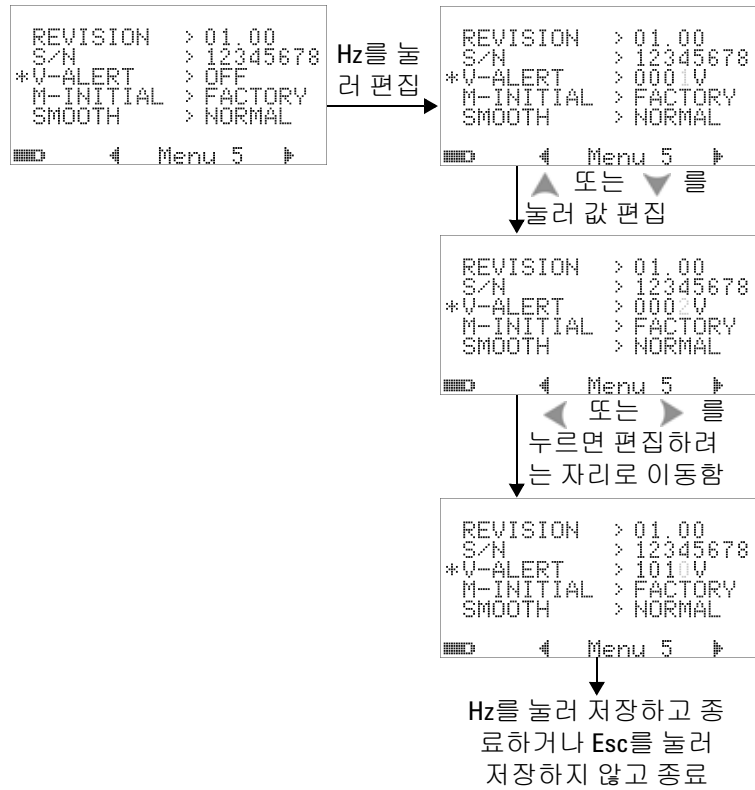 REVISION > 01.00
S/N > 12345678
*V-ALERT > OFF
M-INITIAL > FACTORY
SMOOTH > NORMAL
Menu 5
Hz를 눌
러 편집
REVISION > 01.00
S/N > 12345678
*V-ALERT > 0001V
M-INITIAL > FACTORY
SMOOTH > NORMAL
Menu 5
또는 를
눌러 값 편집
REVISION > 01.00
S/N > 12345678
*V-ALERT > 0002V
M-INITIAL > FACTORY
SMOOTH > NORMAL
Menu 5
또는 를
누르면 편집하려
는 자리로 이동함
REVISION > 01.00
S/N > 12345678
*V-ALERT > 1010V
M-INITIAL > FACTORY
SMOOTH > NORMAL
Menu 5
Hz를 눌러 저장하고 종
료하거나 Esc를 눌러
저장하지 않고 종료